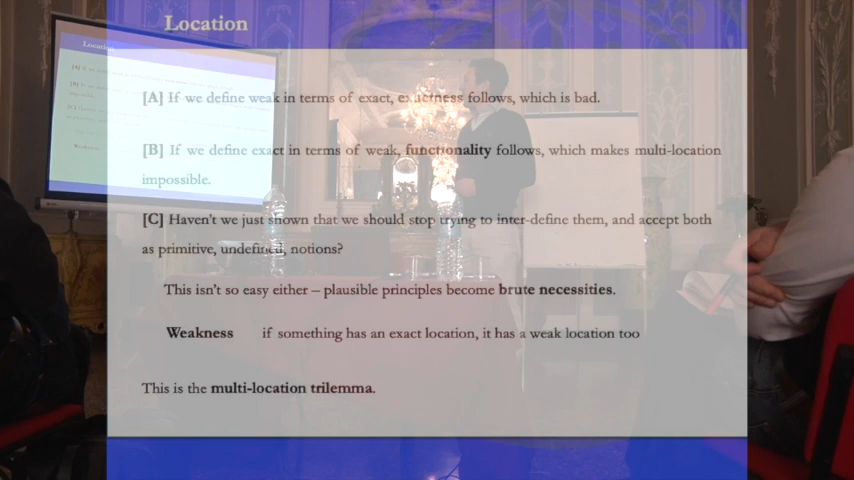 Location
[A] If we define weak in terms of exact, exactness follows, which is bad.
[B] If we define exact in terms of weak, functionality follows, which makes multi-location
impossible.
[C] Haven't we just shown that we should stop trying to inter-define them, and accept both
as primitive, undefined, notions?
This isn't so easy either – plausible principles become brute necessities.
Weakness if something has an exact location, it has a weak location too
This is the multi-location trilemma.
Location